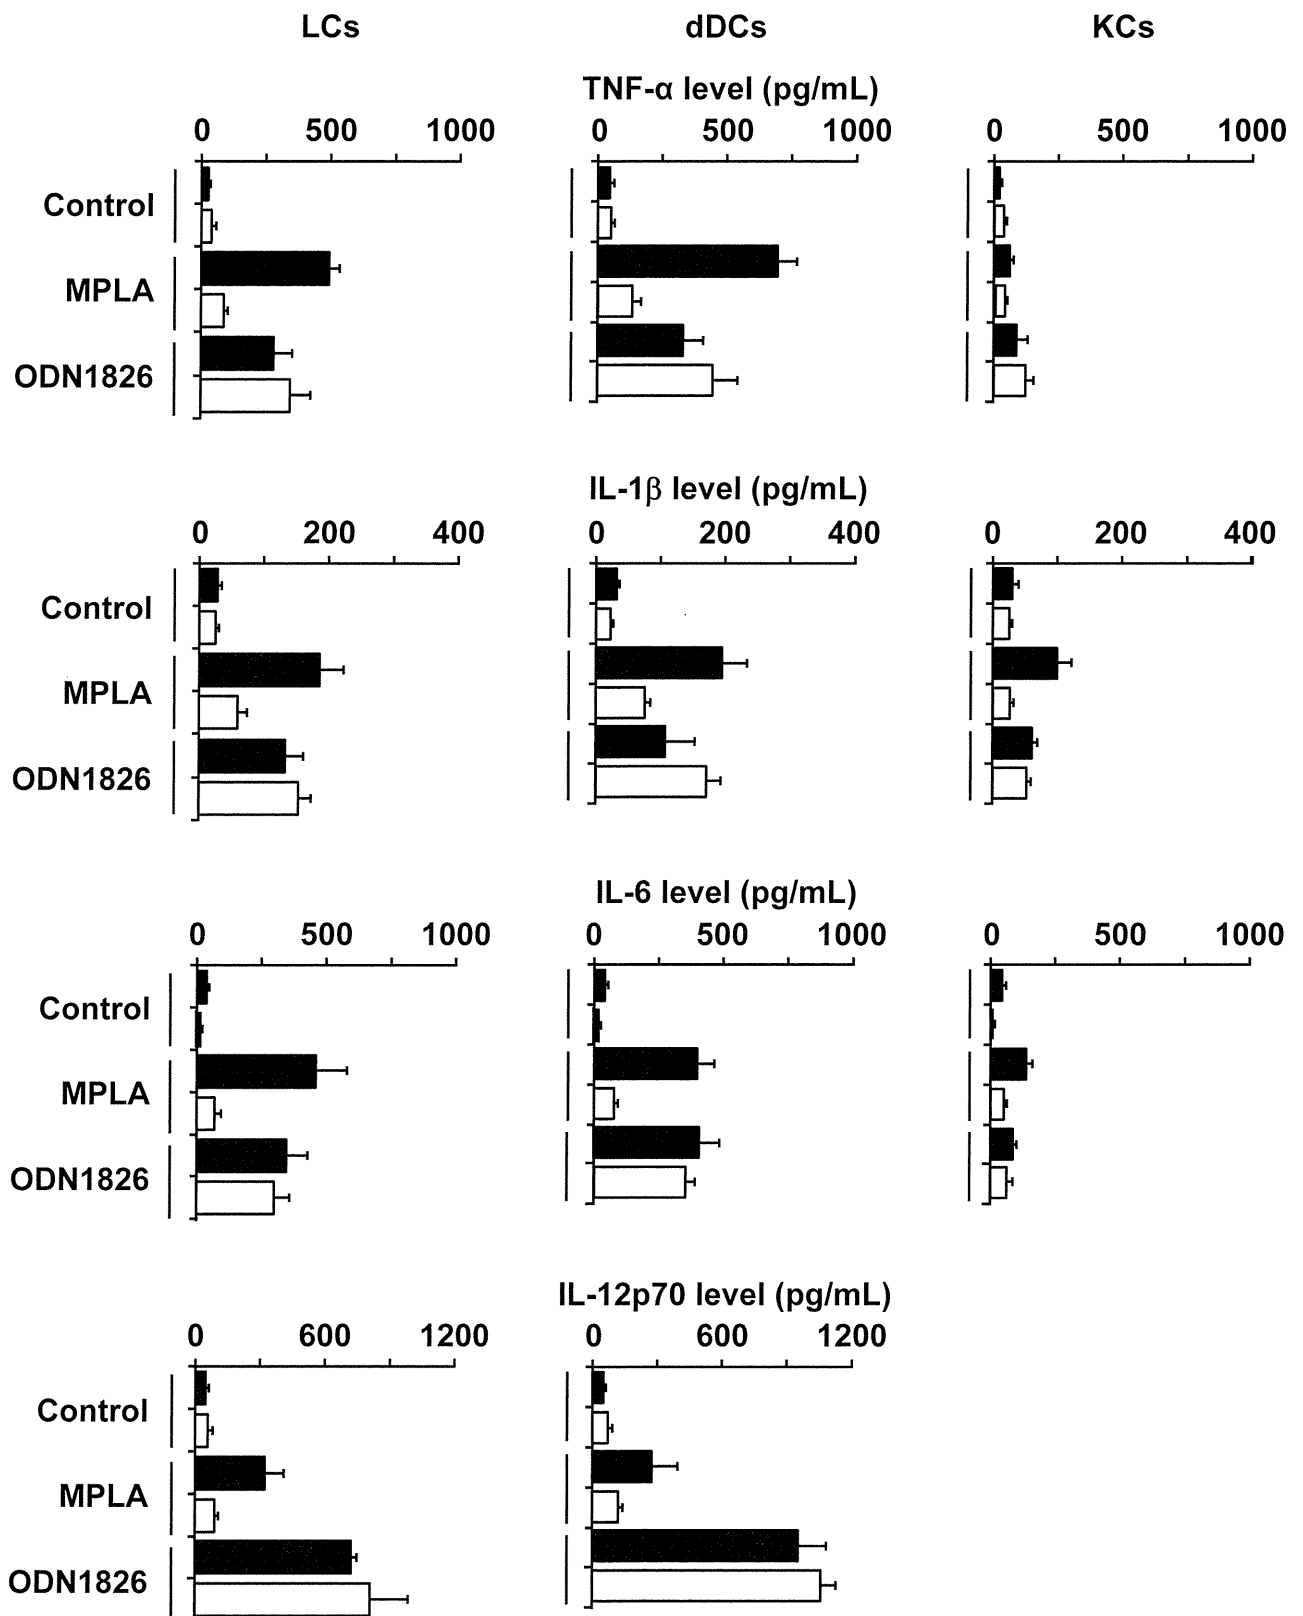 LCs dDCs KCs
TNF-α level (pg/mL)
0 500 1000 0 500 1000 0 500 1000
Control
MPLA
ODN1826
IL-1β level (pg/mL)
0 200 400 0 200 400 0 200 400
Control
MPLA
ODN1826
IL-6 level (pg/mL)
0 500 1000 0 500 1000 0 500 1000
Control
MPLA
ODN1826
IL-12p70 level (pg/mL)
0 600 1200 0 600 1200
Control
MPLA
ODN1826